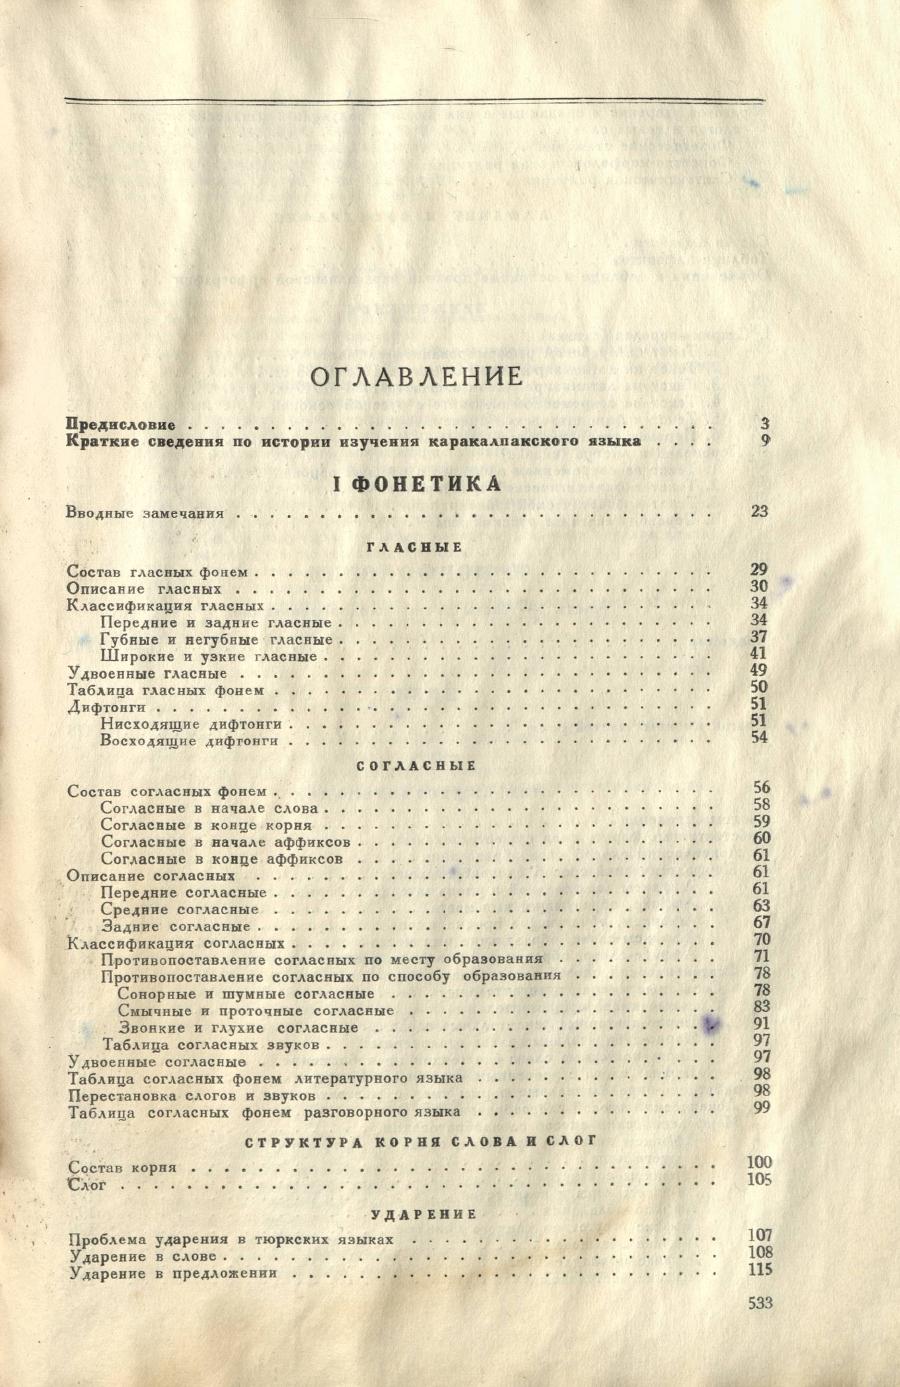 ОГЛАВЛЕНИЕ
Предисловие . . . . . . . . . . 3
Краткие сведения по истории изучения каракалпакского языка . . . . 9
I ФОНЕТИКА
Вводные замечания . . . . . . . . . . 23
ГЛАСНЫЕ
Состав гласных фонем . . . . . . . . . . 29
Описание гласных . . . . . . . . . . 30
Классификация гласных . . . . . . . . . . 34
Передние и задние гласные . . . . . . . . . . 34
Губные и негубные гласные . . . . . . . . . . 37
Широкие и узкие гласные . . . . . . . . . . 41
Удвоенные гласные . . . . . . . . . . 49
Таблица гласных фонем . . . . . . . . . . 50
Дифтонги . . . . . . . . . . 51
Нисходящие дифтонги . . . . . . . . . . 51
Восходящие дифтонги . . . . . . . . . . 54
СОГЛАСНЫЕ
Состав согласных фонем . . . . . . . . . . 56
Согласные в начале слова . . . . . . . . . . 58
Согласные в конце корня . . . . . . . . . . 59
Согласные в начале аффиксов . . . . . . . . . . 60
Согласные в конце аффиксов . . . . . . . . . . 61
Описание согласных . . . . . . . . . . 61
Передние согласные . . . . . . . . . . 61
Средние согласные . . . . . . . . . . 63
Задние согласные . . . . . . . . . . 67
Классификация согласных . . . . . . . . . . 70
Противопоставление согласных по месту образования . . . . . . . . . . 71
Противопоставление согласных по способу образования . . . . . . . . . 78
Сонорные и шумные согласные . . . . . . . . . . 78
Смычные и проточные согласные . . . . . . . . . . 83
Звонкие и глухие согласные . . . . . . . . . . 91
Таблица согласных звуков . . . . . . . . . . 97
Удвоенные согласные . . . . . . . . . . 97
Таблица согласных фонем литературного языка . . . . . . . . . . 98
Перестановка слогов и звуков . . . . . . . . . . 98
Таблица согласных фонем разговорного языка . . . . . . . . . . 99
СТРУКТУРА КОРНЯ СЛОВА И СЛОГ
Состав корня . . . . . . . . . . 100
Слог . . . . . . . . . . 105
УДАРЕНИЕ
Проблема ударения в тюркских языках . . . . . . . . . . 107
Ударение в слове . . . . . . . . . . 108
Ударение в предложении . . . . . . . . . . 115
533